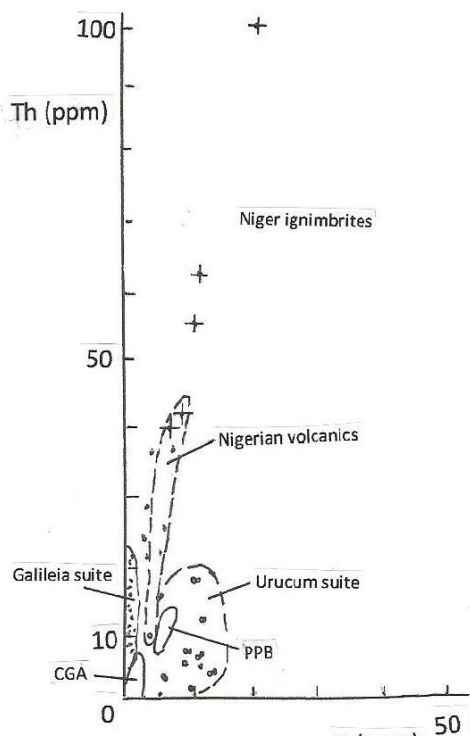 100
Th (ppm)
Niger ignimbrites
50
Nigerian volcanics
Galileia suite
Urucum suite
10
PPB
CGA
0
50